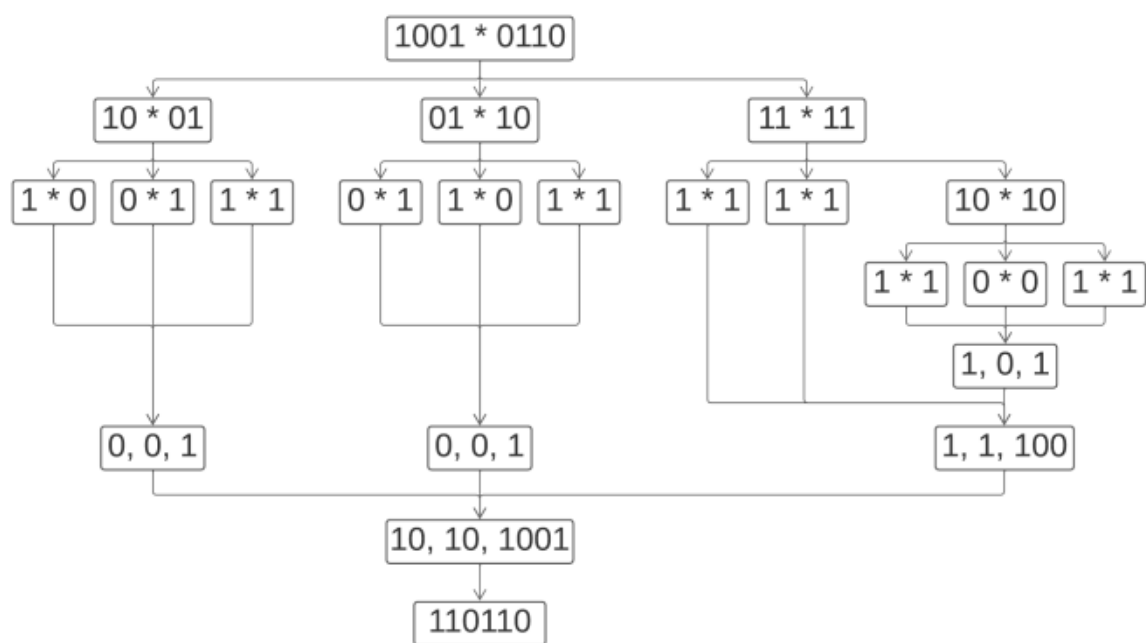 1001 * 0110
10 * 01
01 * 10
11 * 11
1 * 0
0 * 1
1 * 1
0 * 1
1 * 0
1 * 1
1 * 1
1 * 1
10 * 10
1 * 1
0 * 0
1 * 1
1, 0, 1
0, 0, 1
0, 0, 1
1, 1, 100
10, 10, 1001
110110